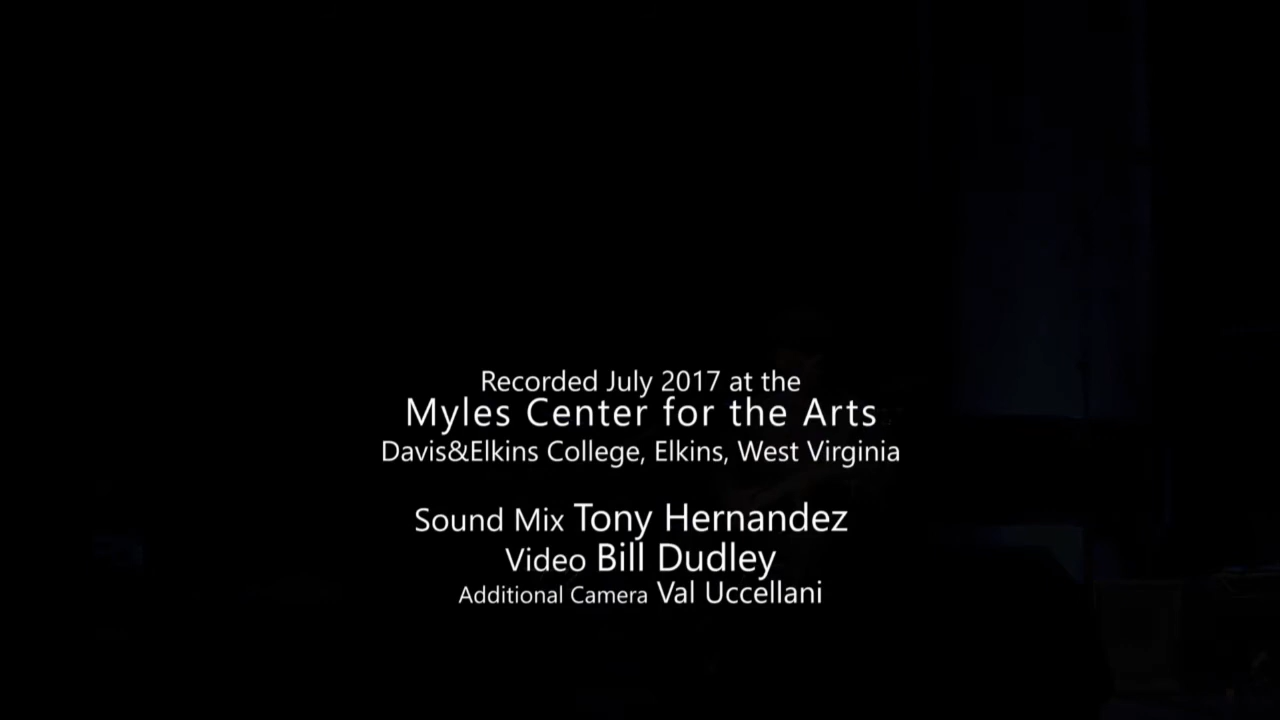 Recorded July 2017 at the
Myles Center for the Arts
Davis&Elkins College, Elkins, West Virginia
Sound Mix Tony Hernandez
Video Bill Dudley
Additional Camera Val Uccellani